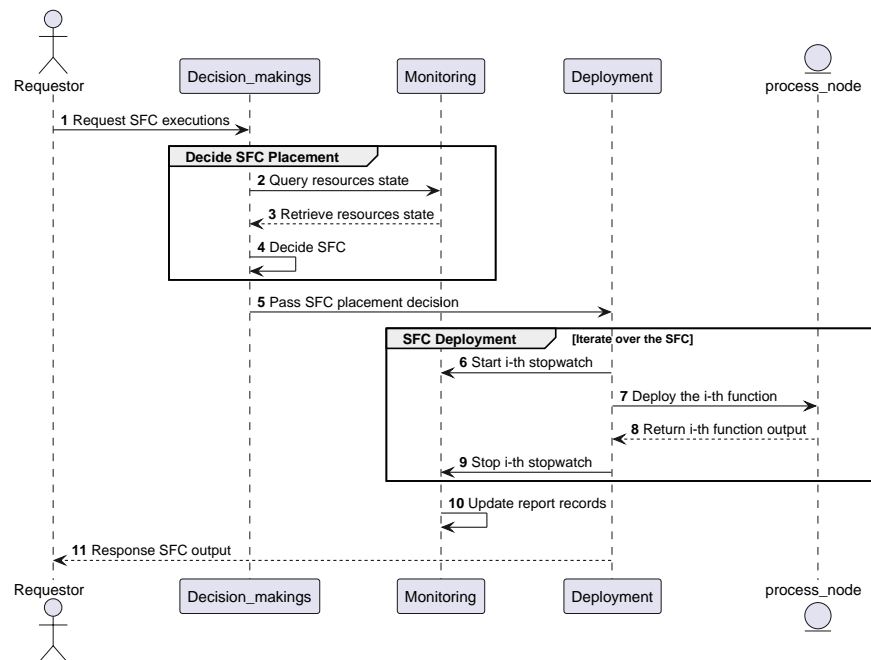 Requestor
Decision_makings
Monitoring
Deployment
process_node
1 Request SFC executions
Decide SFC Placement
2 Query resources state
3 Retrieve resources state
4 Decide SFC
5 Pass SFC placement decision
SFC Deployment [Iterate over the SFC]
6 Start i-th stopwatch
7 Deploy the i-th function
8 Return i-th function output
9 Stop i-th stopwatch
10 Update report records
11 Response SFC output
Requestor
Decision_makings
Monitoring
Deployment
process_node